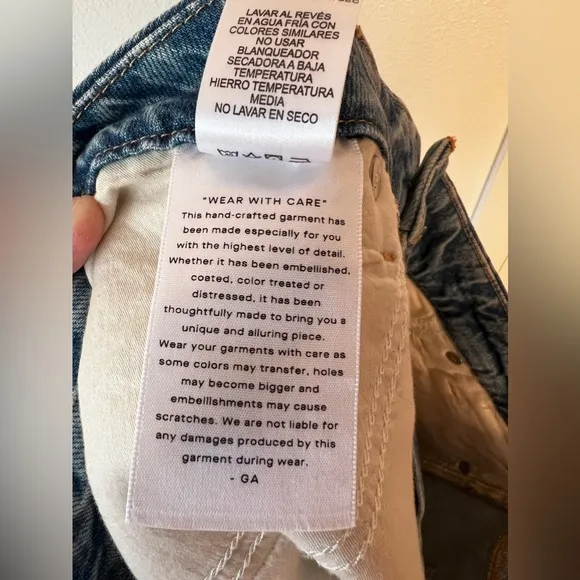 LAVAR AL REVÉS
EN AGUA FRÍA CON
COLORES SIMILARES
NO USAR
BLANQUEADOR
SECADORA A BAJA
TEMPERATURA
HIERRO TEMPERATURA
MEDIA
NO LAVAR EN SECO
"WEAR WITH CARE"
This hand-crafted garment has
been made especially for you
with the highest level of detail.
Whether it has been embellished,
coated, color treated or
distressed, it has been
thoughtfully made to bring you a
unique and alluring piece.
Wear your garments with care as
some colors may transfer, holes
may become bigger and
embellishments may cause
scratches. We are not liable for
any damages produced by this
garment during wear.
- GA